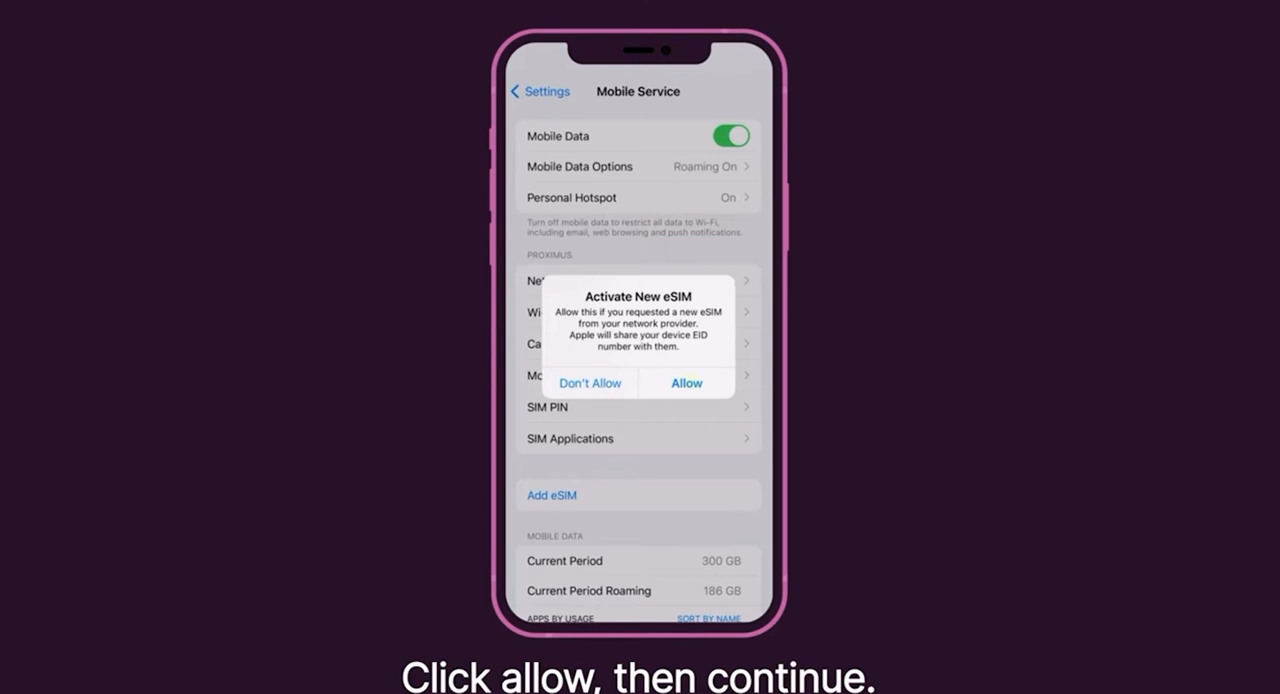 Settings
Mobile Service
Mobile Data
Mobile Data Options Roaming On
Personal Hotspot On
Turn off mobile data to restrict all data to Wi-Fi,
including email, web browsing and push notifications.
PROXIMUS
Ne
Activate New eSIM
Allow this if you requested a new eSIM
from your network provider.
Apple will share your device EID
number with them.
Wi
Ca
Mo
Don't Allow Allow
SIM PIN
SIM Applications
Add eSIM
MOBILE DATA
Current Period 300 GB
Current Period Roaming 186 GB
APPS BY USAGE SORT BY NAME
Click allow, then continue.